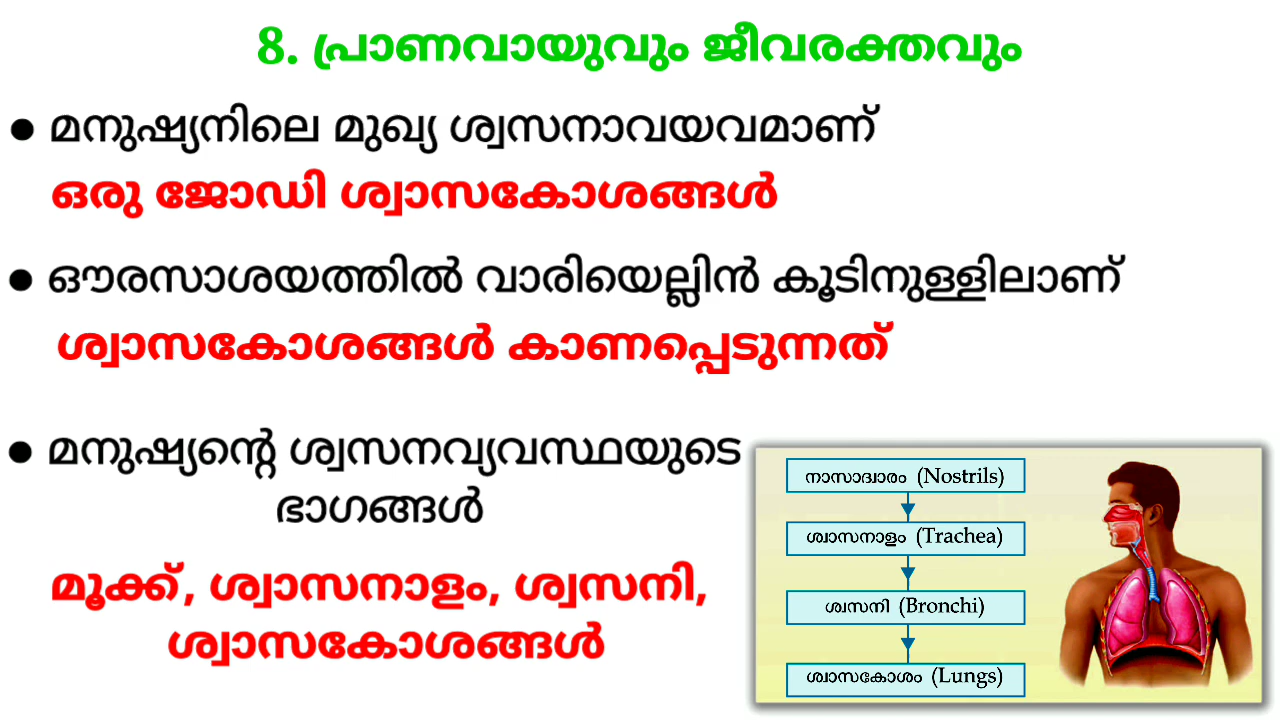 8. പ്രാണവായുവും ജീവരക്തവും
● മനുഷ്യനിലെ മുഖ്യ ശ്വസനാവയവമാണ്
ഒരു ജോഡി ശ്വാസകോശങ്ങൾ
● ഔരസാശയത്തിൽ വാരിയെല്ലിൻ കൂടിനുള്ളിലാണ്
ശ്വാസകോശങ്ങൾ കാണപ്പെടുന്നത്
● മനുഷ്യന്റെ ശ്വസനവ്യവസ്ഥയുടെ
ഭാഗങ്ങൾ
മൂക്ക്, ശ്വാസനാളം, ശ്വസനി,
ശ്വാസകോശങ്ങൾ
നാസാദ്വാരം (Nostrils)
ശ്വാസനാളം (Trachea)
ശ്വസനി (Bronchi)
ശ്വാസകോശം (Lungs)